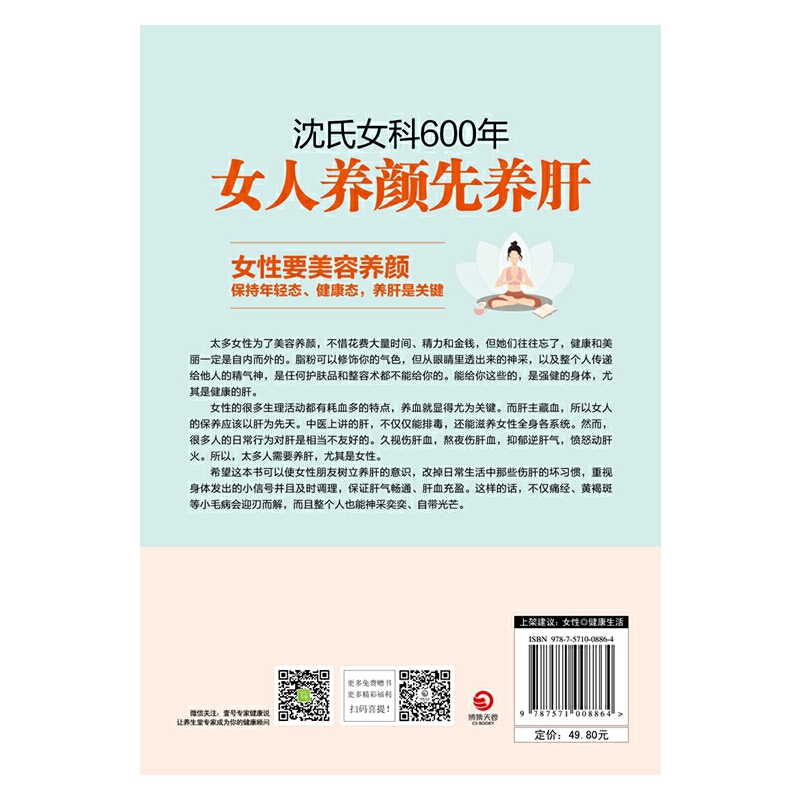 沈氏女科600年
女人养颜先养肝
女性要美容养颜
保持年轻态、健康态，养肝是关键
太多女性为了美容养颜，不惜花费大量时间、精力和金钱，但她们往往忘了，健康和美
丽一定是自内而外的。脂粉可以修饰你的气色，但从眼睛里透出来的神采，以及整个人传递
给他人的精气神，是任何护肤品和整容术都不能给你的。能给你这些的，是强健的身体，尤
其是健康的肝。
女性的很多生理活动都有耗血多的特点，养血就显得尤为关键。而肝主藏血，所以女人
的保养应该以肝为先天。中医上讲的肝，不仅仅能排毒，还能滋养女性全身各系统。然而，
很多人的日常行为对肝是相当不友好的。久视伤肝血，熬夜伤肝血，抑郁逆肝气，愤怒动肝
火。所以，太多人需要养肝，尤其是女性。
希望这本书可以使女性朋友树立养肝的意识，改掉日常生活中那些伤肝的坏习惯，重视
身体发出的小信号并且及时调理，保证肝气畅通、肝血充盈。这样的话，不仅痛经、黄褐斑
等小毛病会迎刃而解，而且整个人也能神采奕奕、自带光芒。
上架建议：女性◎健康生活
ISBN 978-7-5710-0886-4
9 787571 008864 >
定价：49.80元
微信关注：壹号专家健康说
让养生堂专家成为你的健康顾问
更多免费赠书
更多精彩福利
扫码喜提！
博集天卷
CS-BOOKY